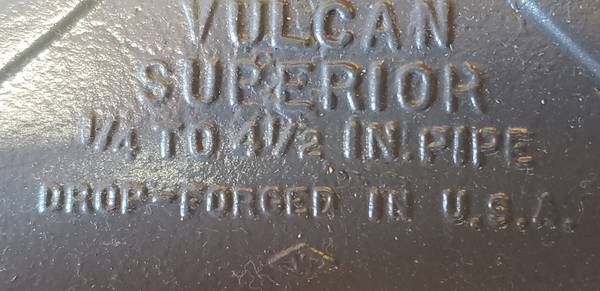 VULCAN
SUPERIOR
1/4 TO 4 1/2 IN. PIPE
DROP-FORGED IN U.S.A.